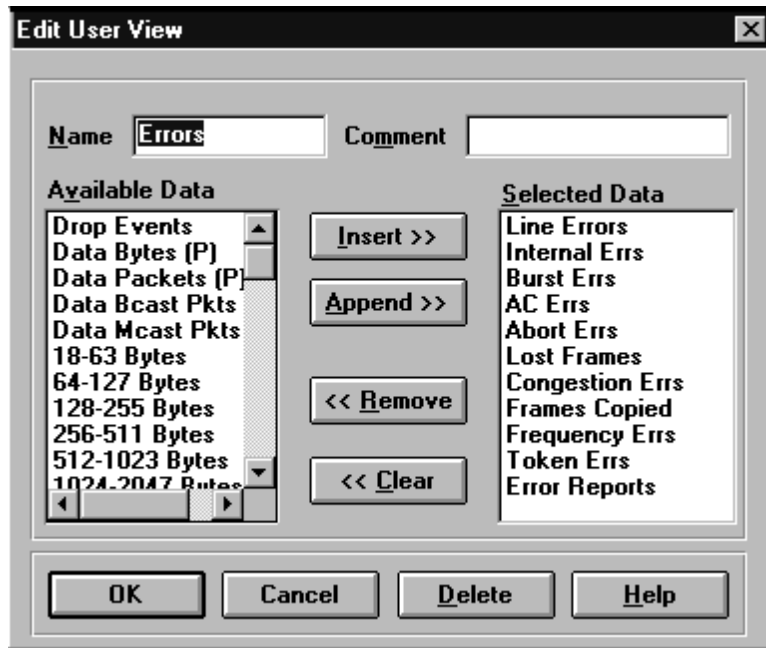 Edit User View
Name Errors Comment
Available Data
Drop Events
Data Bytes (P)
Data Packets (P)
Data Bcast Pkts
Data Mcast Pkts
18-63 Bytes
64-127 Bytes
128-255 Bytes
256-511 Bytes
512-1023 Bytes
1024-2047 Bytes
Insert >>
Append >>
<< Remove
<< Clear
Selected Data
Line Errors
Internal Errs
Burst Errs
AC Errs
Abort Errs
Lost Frames
Congestion Errs
Frames Copied
Frequency Errs
Token Errs
Error Reports
OK Cancel Delete Help